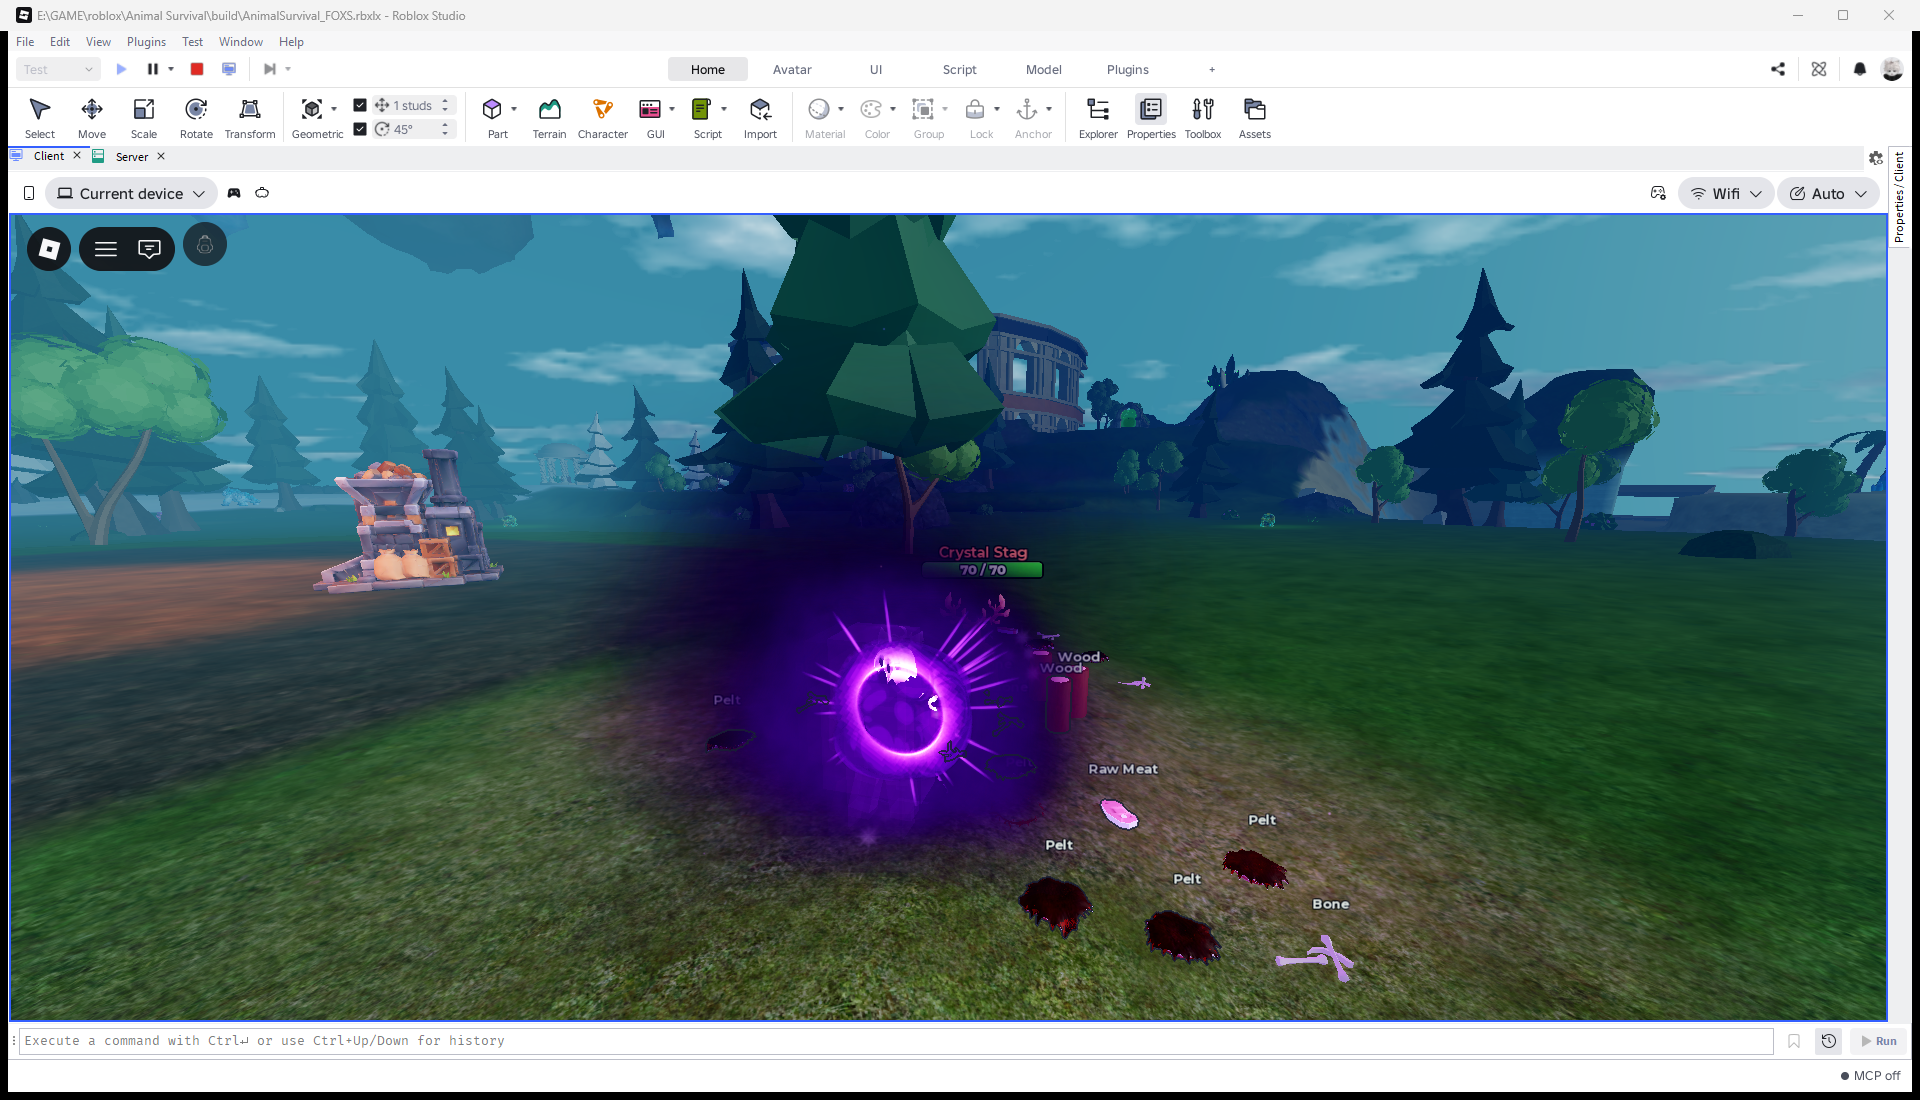 E:\GAME\roblox\Animal Survival\build\AnimalSurvival_FOXS.rbxlx - Roblox Studio
File Edit View Plugins Test Window Help
Test
Home Avatar UI Script Model Plugins +
1 studs
45°
Select Move Scale Rotate Transform Geometric Part Terrain Character GUI Script Import Material Color Group Lock Anchor Explorer Properties Toolbox Assets
Client Server
Properties / Client
Current device
Wifi
Auto
Crystal Stag
70 / 70
Wood
Wood
Pelt
Raw Meat
Pelt
Pelt
Pelt
Bone
Execute a command with Ctrl↵ or use Ctrl+Up/Down for history
Run
MCP off